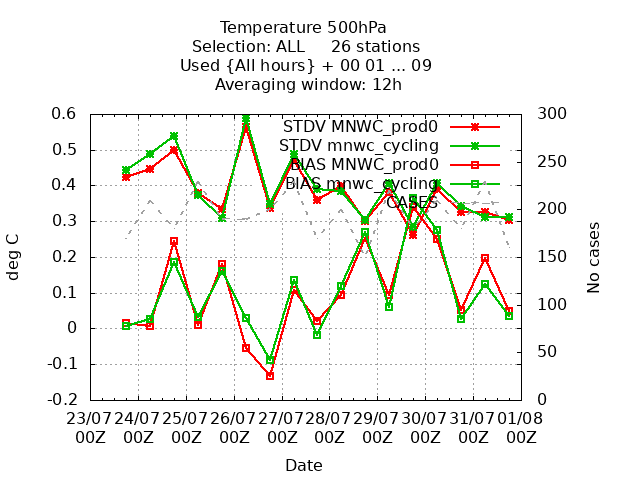 Temperature 500hPa
Selection: ALL 26 stations
Used {All hours} + 00 01 ... 09
Averaging window: 12h
STDV MNWC_prod0
STDV mnwc_cycling
BIAS MNWC_prod0
BIAS mnwc_cycling
CASES
0.6
0.5
0.4
0.3
0.2
0.1
0
-0.1
-0.2
deg C
300
250
200
150
100
50
0
No cases
23/07 24/07 25/07 26/07 27/07 28/07 29/07 30/07 31/07 01/08
00Z 00Z 00Z 00Z 00Z 00Z 00Z 00Z 00Z 00Z
Date